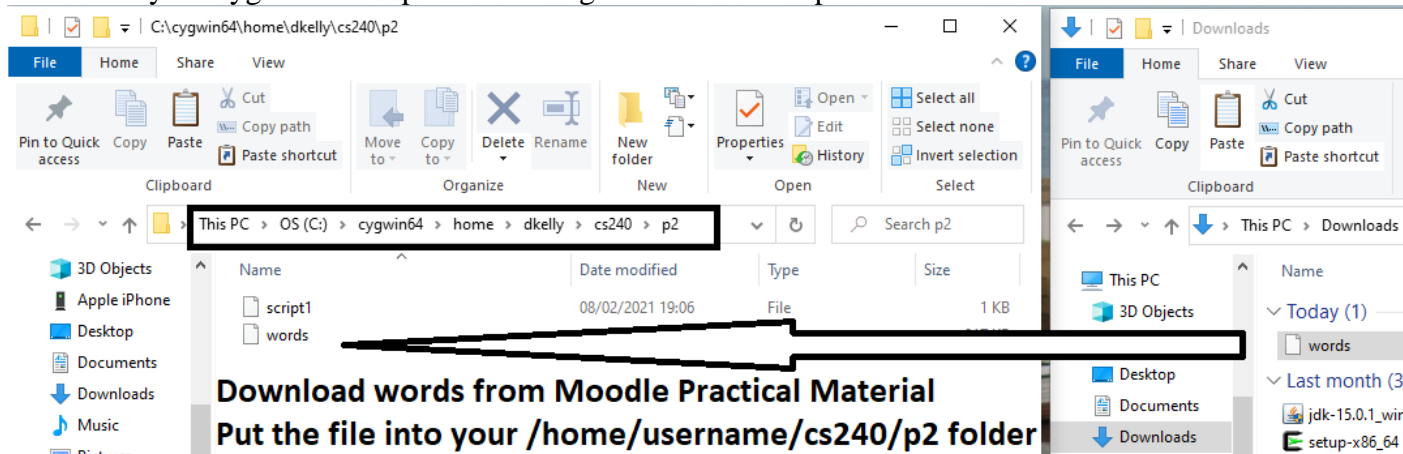 C:\cygwin64\home\dkelly\cs240\p2
File Home Share View
Pin to Quick access
Copy
Paste
Cut
Copy path
Paste shortcut
Clipboard
Move to
Copy to
Delete
Rename
Organize
New folder
New
Properties
Open
Edit
History
Open
Select all
Select none
Invert selection
Select
This PC > OS (C:) > cygwin64 > home > dkelly > cs240 > p2
Search p2
3D Objects
Apple iPhone
Desktop
Documents
Downloads
Music
Name Date modified Type Size
script1 08/02/2021 19:06 File 1 KB
words
Download words from Moodle Practical Material
Put the file into your /home/username/cs240/p2 folder
Downloads
File Home Share View
Pin to Quick access
Copy
Paste
Cut
Copy path
Paste shortcut
Clipboard
This PC > Downloads
This PC
3D Objects
Desktop
Documents
Downloads
Name
Today (1)
words
Last month (3
jdk-15.0.1_win
setup-x86_64